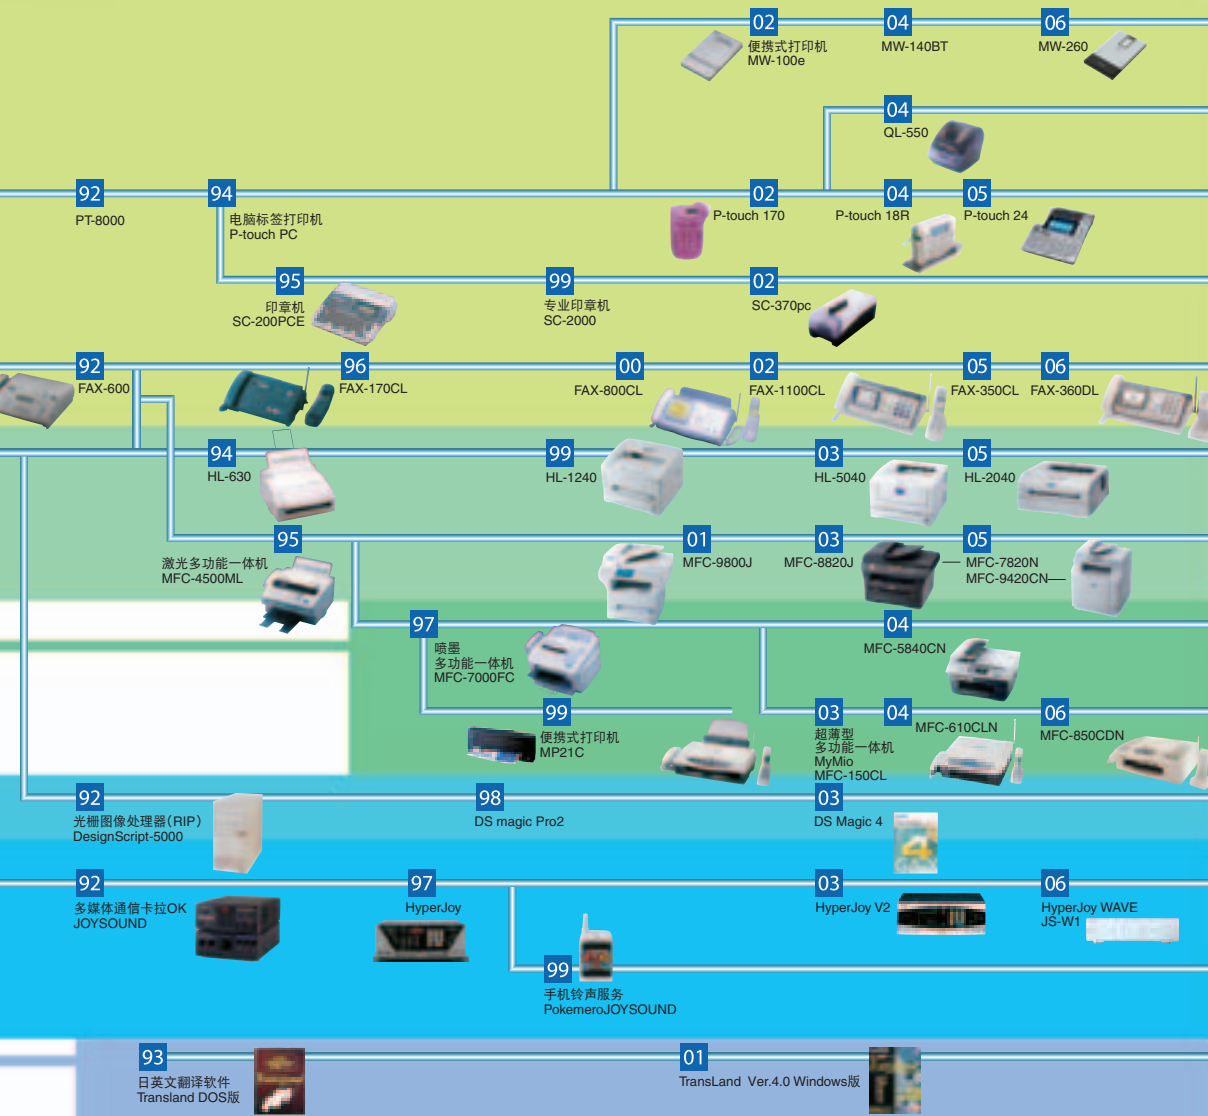 02
04
06
便携式打印机
MW-100e
MW-140BT
MW-260
04
QL-550
92
94
02
04
05
PT-8000
电脑标签打印机
P-touch PC
P-touch 170
P-touch 18R
P-touch 24
95
99
02
印章机
SC-200PCE
专业印章机
SC-2000
SC-370pc
92
96
00
02
05
06
FAX-600
FAX-170CL
FAX-800CL
FAX-1100CL
FAX-350CL
FAX-360DL
94
99
03
05
HL-630
HL-1240
HL-5040
HL-2040
95
01
03
05
激光多功能一体机
MFC-4500ML
MFC-9800J
MFC-8820J
MFC-7820N
MFC-9420CN
97
04
喷墨
多功能一体机
MFC-7000FC
MFC-5840CN
99
03
04
06
便携式打印机
MP21C
超薄型
多功能一体机
MyMio
MFC-150CL
MFC-610CLN
MFC-850CDN
92
98
03
光栅图像处理器(RIP)
DesignScript-5000
DS magic Pro2
DS Magic 4
4
92
97
03
06
多媒体通信卡拉OK
JOYSOUND
HyperJoy
HyperJoy V2
HyperJoy WAVE
JS-W1
99
手机铃声服务
PokemeroJOYSOUND
93
01
日英文翻译软件
Transland DOS版
TransLand Ver.4.0 Windows版